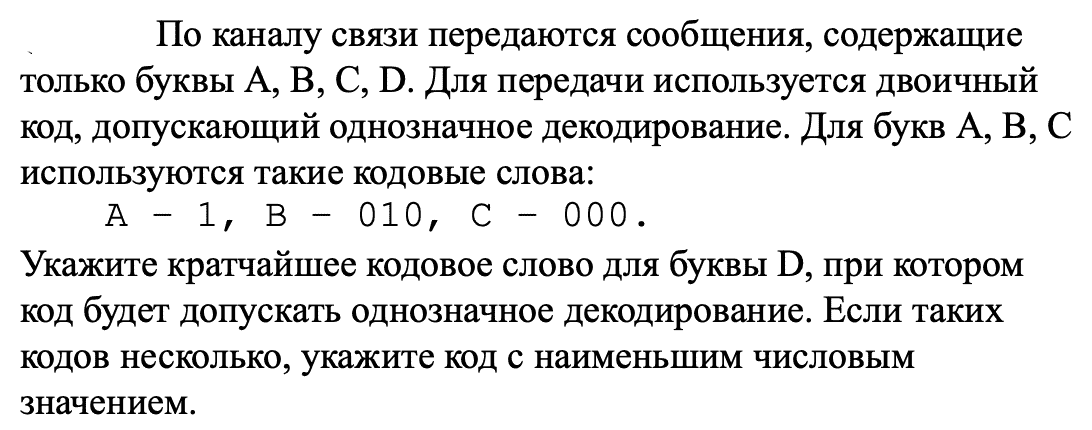 По каналу связи передаются сообщения, содержащие
только буквы A, B, C, D. Для передачи используется двоичный
код, допускающий однозначное декодирование. Для букв A, B, C
используются такие кодовые слова:
A – 1, B – 010, C – 000.
Укажите кратчайшее кодовое слово для буквы D, при котором
код будет допускать однозначное декодирование. Если таких
кодов несколько, укажите код с наименьшим числовым
значением.